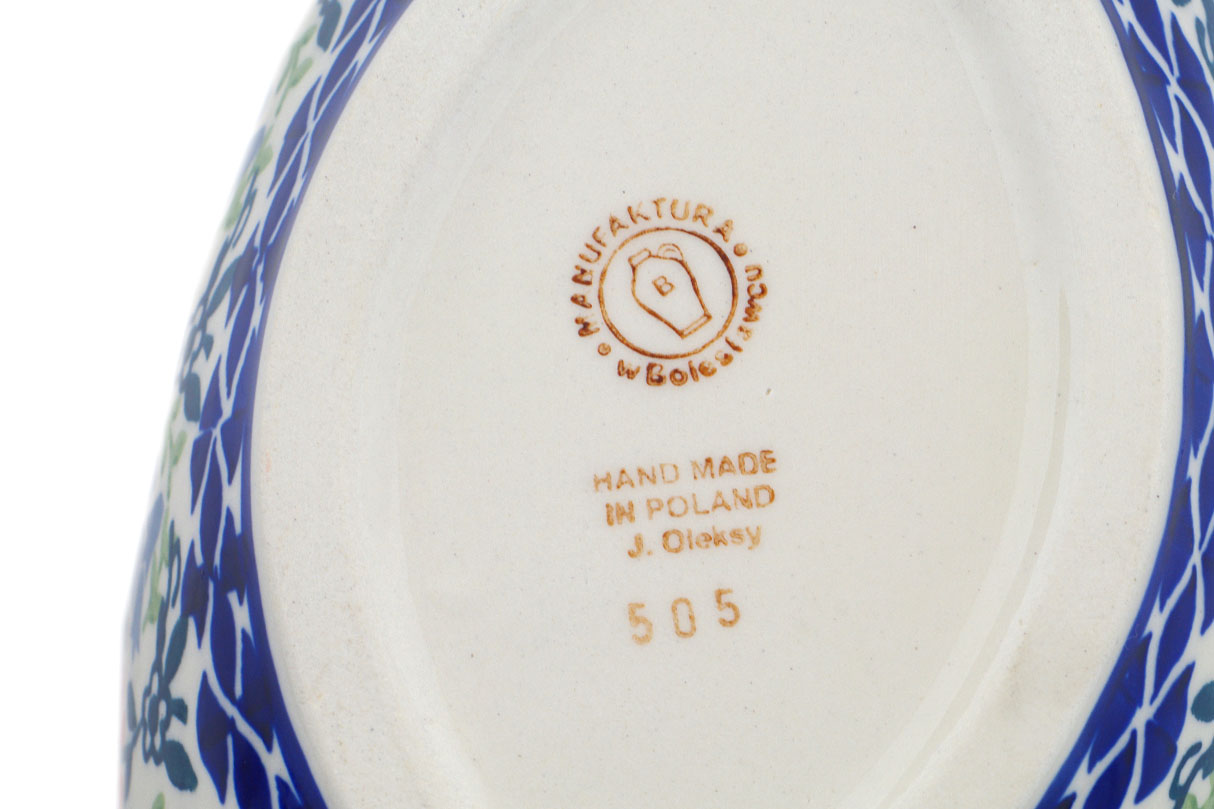 MANUFAKTURA
w Bolesławcu
B
HAND MADE
IN POLAND
J. Oleksy
505